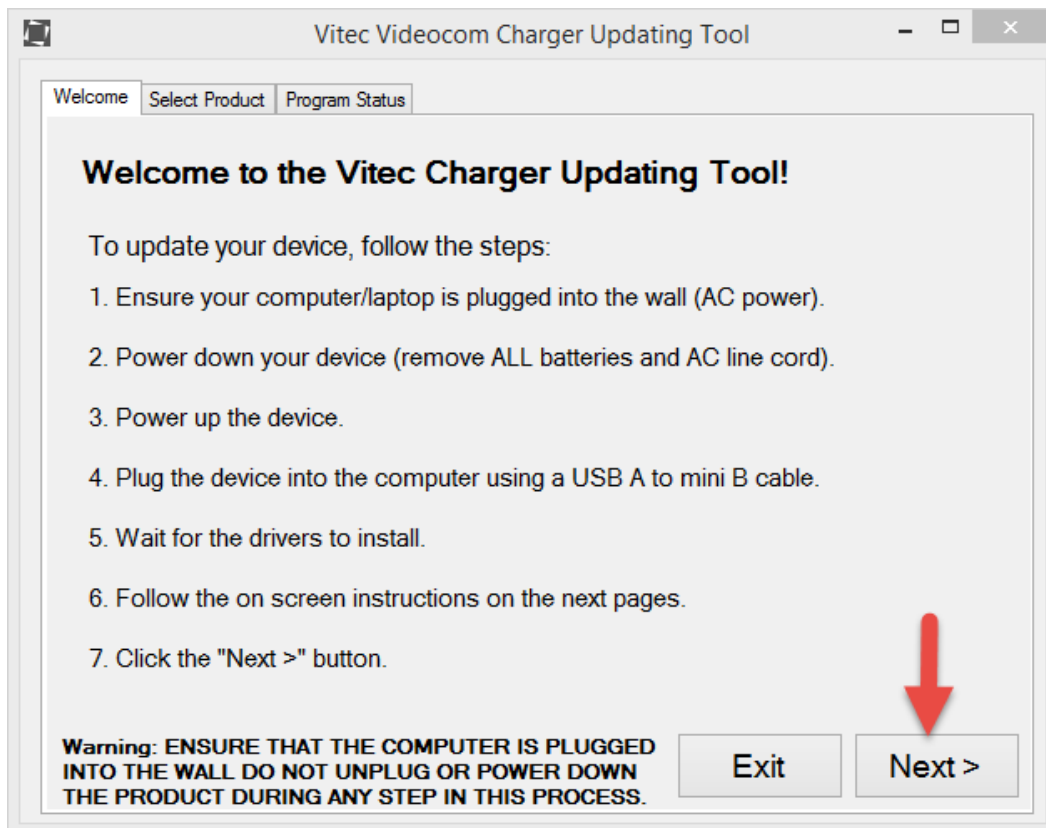 Vitec Videocom Charger Updating Tool
Welcome
Select Product
Program Status
Welcome to the Vitec Charger Updating Tool!
To update your device, follow the steps:
1. Ensure your computer/laptop is plugged into the wall (AC power).
2. Power down your device (remove ALL batteries and AC line cord).
3. Power up the device.
4. Plug the device into the computer using a USB A to mini B cable.
5. Wait for the drivers to install.
6. Follow the on screen instructions on the next pages.
7. Click the "Next >" button.
Warning: ENSURE THAT THE COMPUTER IS PLUGGED
INTO THE WALL DO NOT UNPLUG OR POWER DOWN
THE PRODUCT DURING ANY STEP IN THIS PROCESS.
Exit
Next >